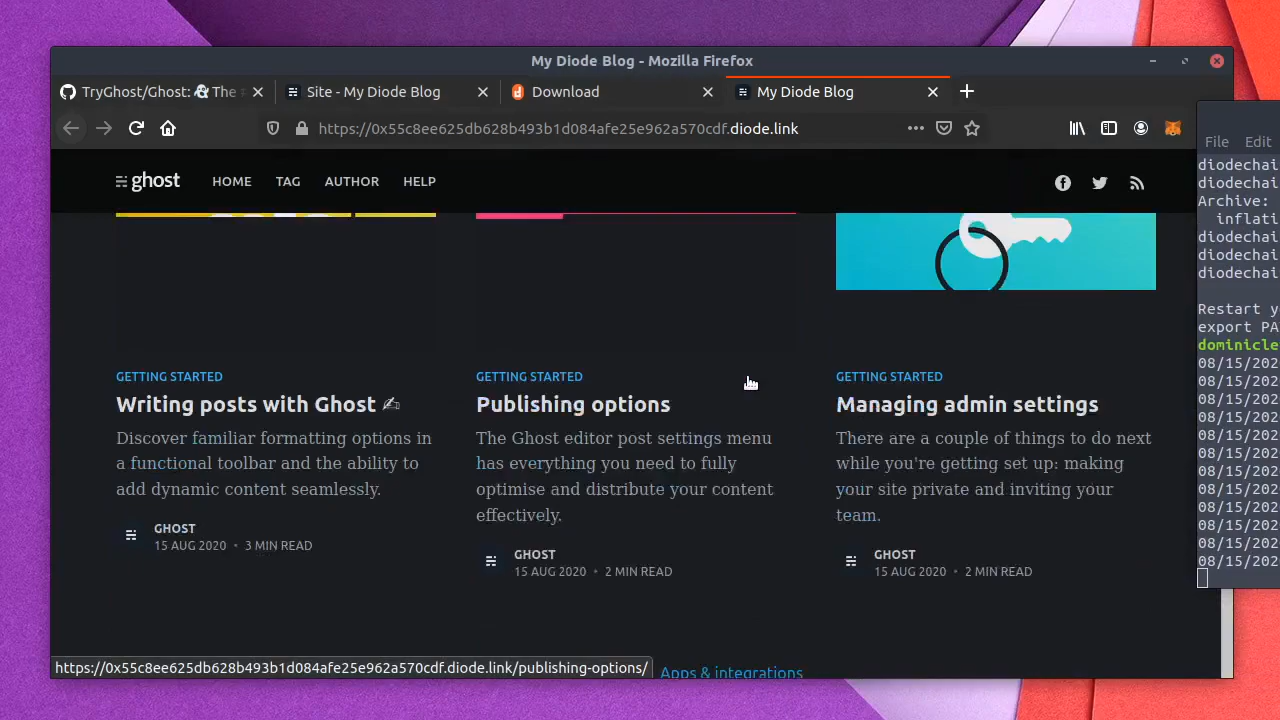 My Diode Blog - Mozilla Firefox
TryGhost/Ghost: The
Site - My Diode Blog
Download
My Diode Blog
https://0x55c8ee625db628b493b1d084afe25e962a570cdf.diode.link
File Edit
ghost HOME TAG AUTHOR HELP
diodechai
diodechai
Archive:
inflati
diodechai
diodechai
diodechai
Restart y
export PA
dominicle
08/15/202
08/15/202
08/15/202
08/15/202
08/15/202
08/15/202
08/15/202
08/15/202
08/15/202
08/15/202
08/15/202
08/15/202
GETTING STARTED
Writing posts with Ghost ✍
Discover familiar formatting options in
a functional toolbar and the ability to
add dynamic content seamlessly.
GHOST
15 AUG 2020 • 3 MIN READ
GETTING STARTED
Publishing options
The Ghost editor post settings menu
has everything you need to fully
optimise and distribute your content
effectively.
GHOST
15 AUG 2020 • 2 MIN READ
GETTING STARTED
Managing admin settings
There are a couple of things to do next
while you're getting set up: making
your site private and inviting your
team.
GHOST
15 AUG 2020 • 2 MIN READ
https://0x55c8ee625db628b493b1d084afe25e962a570cdf.diode.link/publishing-options/
Apps & integrations